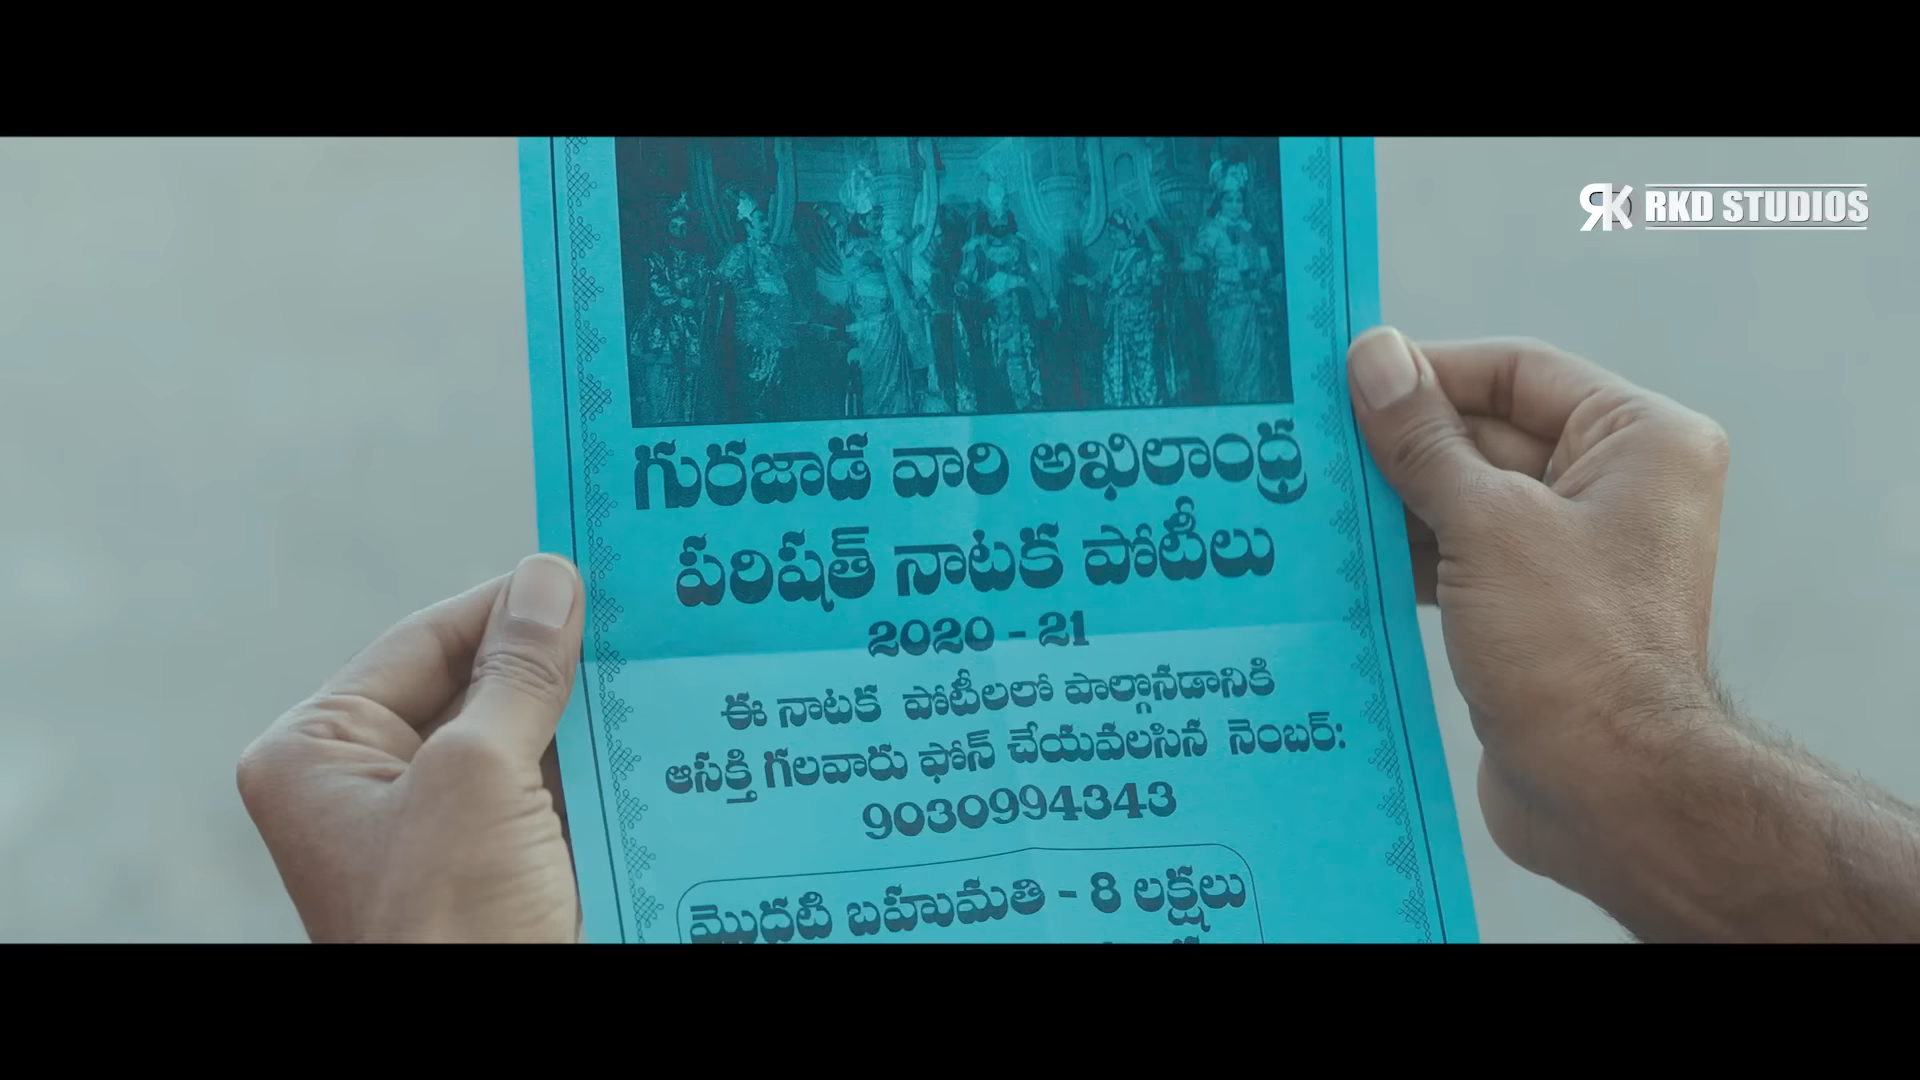 RKD STUDIOS
గురజాడ వారి అఖిలాంధ్ర
పరిషత్ నాటక పోటీలు
2020 - 21
ఈ నాటక పోటీలలో పాల్గొనడానికి
ఆసక్తి గలవారు ఫోన్ చేయవలసిన నెంబర్:
9030994343
మొదటి బహుమతి - 8 లక్షలు